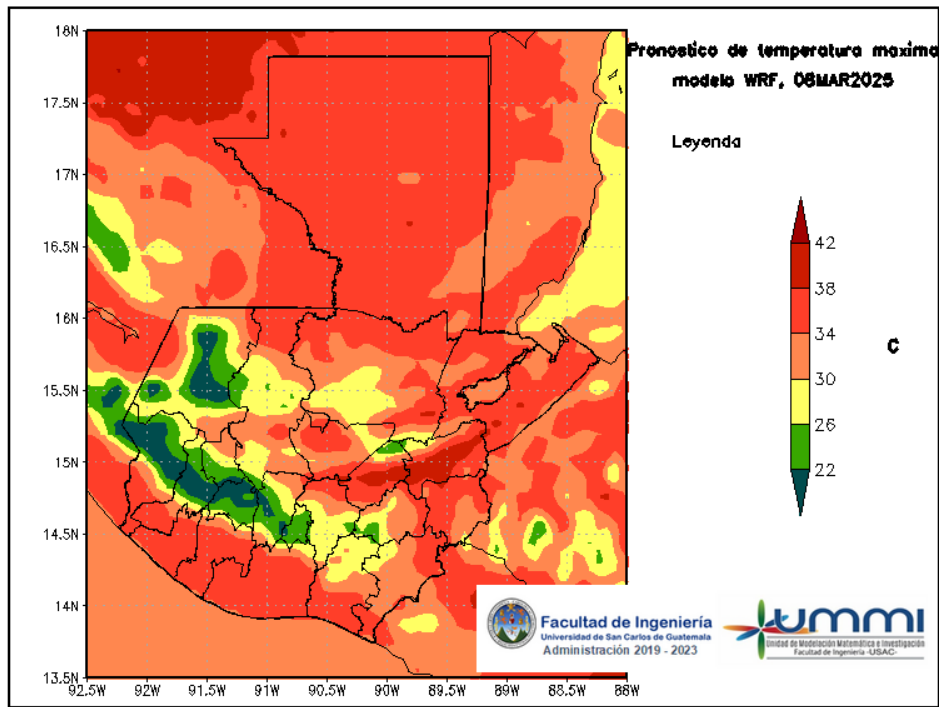 Pronostico de temperatura maxima
modelo WRF, 08MAR2025
Leyenda
18N
17.5N
17N
16.5N
16N
15.5N
15N
14.5N
14N
13.5N
92.5W
92W
91.5W
91W
90.5W
90W
89.5W
89W
88.5W
88W
42
38
34
30
26
22
C
Facultad de Ingeniería
Universidad de San Carlos de Guatemala
Administración 2019 - 2023
UMMI
Unidad de Modelación Matemática e Investigación
Facultad de Ingeniería -USAC-